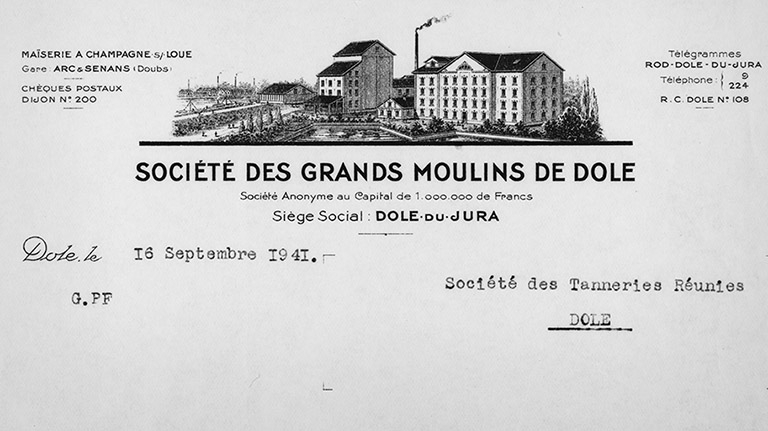 MAÏSERIE A CHAMPAGNE-s/-LOUE
Gare: ARC & SENANS (Doubs)
CHÈQUES POSTAUX
DIJON N° 200
Télégrammes
ROD-DOLE-DU-JURA
Téléphone: { 9
224
R.C. DOLE N° 108
SOCIÉTÉ DES GRANDS MOULINS DE DOLE
Société Anonyme au Capital de 1.000.000 de Francs
Siège Social : DOLE-DU-JURA
Dole, le 16 Septembre 1941.-
G.PF
Société des Tanneries Réunies
DOLE